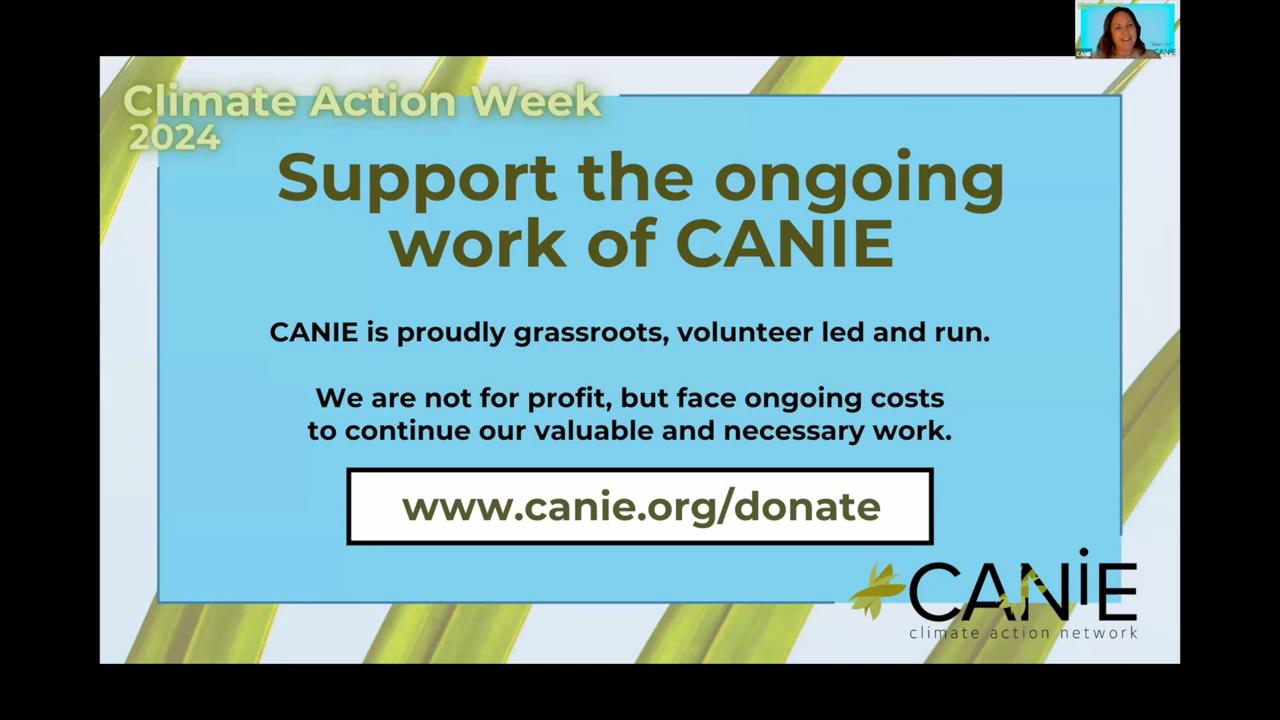 CANIE
CANIE
Climate Action Week
2024
Support the ongoing
work of CANIE
CANIE is proudly grassroots, volunteer led and run.
We are not for profit, but face ongoing costs
to continue our valuable and necessary work.
www.canie.org/donate
CANiE
climate action network